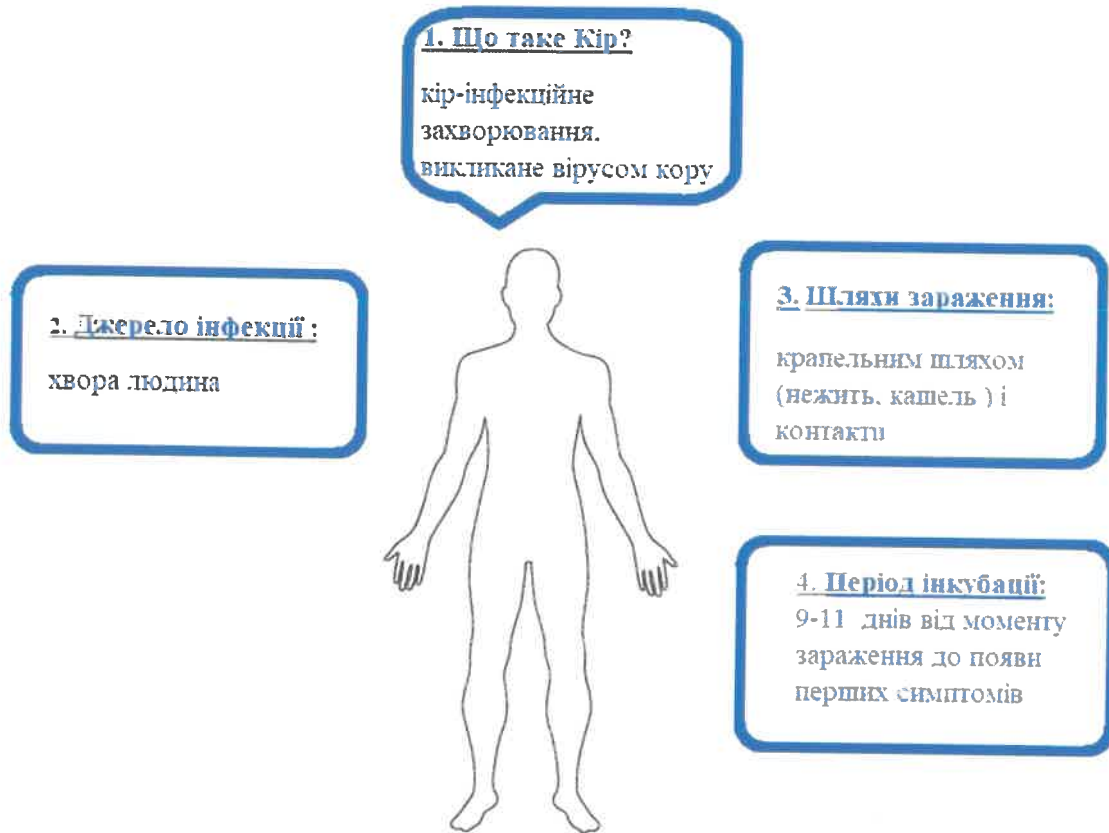 1. Що таке Кір?
кір-інфекційне
захворювання.
викликане вірусом кору
2. Джерело інфекції :
хвора людина
3. Шляхи зараження:
крапельним шляхом
(нежить. кашель ) і
контакти
4. Період інкубації:
9-11 днів від моменту
зараження до появи
перших симптомів